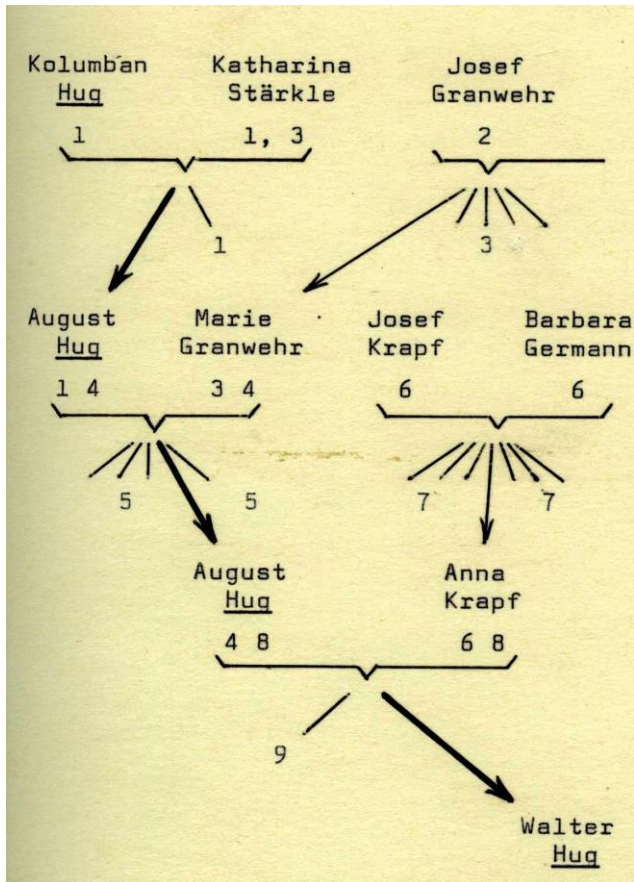 Kolumban Katharina Josef
Hug Stärkle Granwehr
1 1, 3 2
1 3
August Marie Josef Barbara
Hug Granwehr Krapf Germann
1 4 3 4 6 6
5 5 7 7
August Anna
Hug Krapf
4 8 6 8
9
Walter
Hug